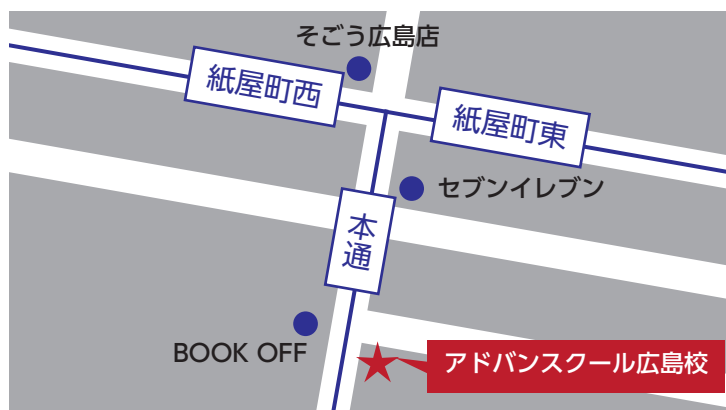 そごう広島店
紙屋町西
紙屋町東
セブンイレブン
本通
BOOK OFF
アドバンスクール広島校